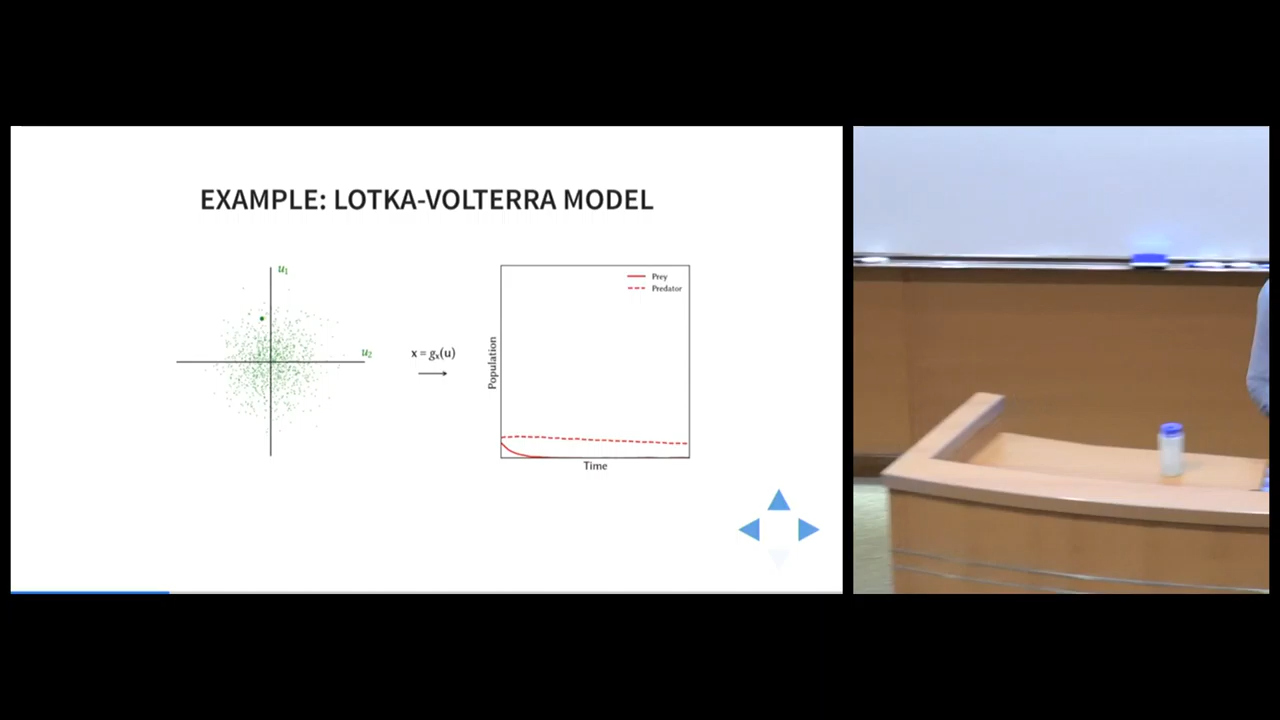 EXAMPLE: LOTKA-VOLTERRA MODEL
u₁
u₂
x = gₓ(u)
Prey
Predator
Population
Time